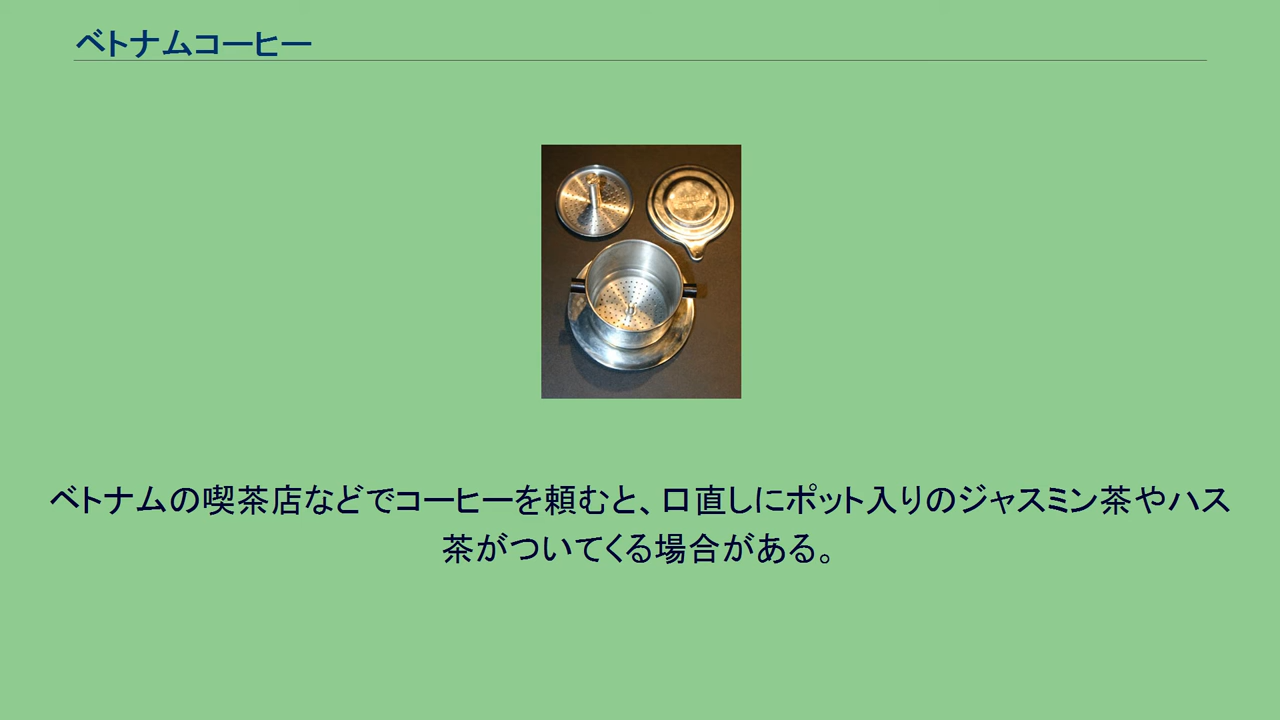 ベトナムコーヒー
ベトナムの喫茶店などでコーヒーを頼むと、口直しにポット入りのジャスミン茶やハス
茶がついてくる場合がある。